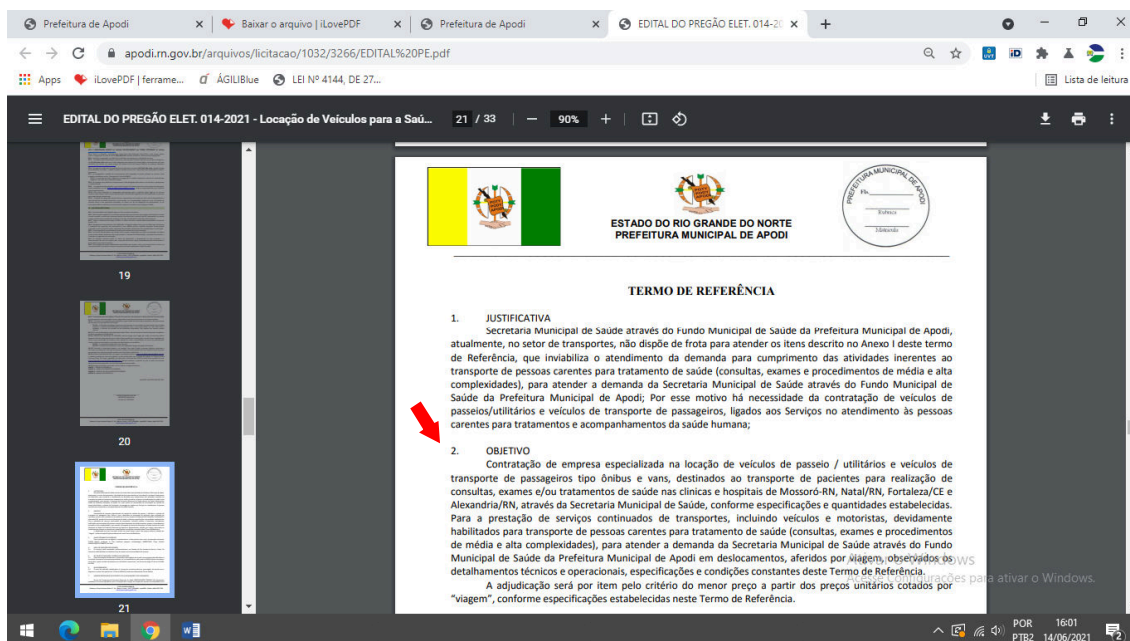 Prefeitura de Apodi
Baixar o arquivo | iLovePDF
Prefeitura de Apodi
EDITAL DO PREGÃO ELET. 014-20
apodi.rn.gov.br/arquivos/licitacao/1032/3266/EDITAL%20PE.pdf
Apps
iLovePDF | ferrame...
ÁGILIBlue
LEI Nº 4144, DE 27...
Lista de leitura
EDITAL DO PREGÃO ELET. 014-2021 - Locação de Veículos para a Saú...
21 / 33
90%
19
20
21
PREFEITURA MUNICIPAL DE APODI
ESTADO DO RIO GRANDE DO NORTE
PREFEITURA MUNICIPAL DE APODI
TERMO DE REFERÊNCIA
1. JUSTIFICATIVA
Secretaria Municipal de Saúde através do Fundo Municipal de Saúde da Prefeitura Municipal de Apodi,
atualmente, no setor de transportes, não dispõe de frota para atender os itens descrito no Anexo I deste termo
de Referência, que inviabiliza o atendimento da demanda para cumprimento das atividades inerentes ao
transporte de pessoas carentes para tratamento de saúde (consultas, exames e procedimentos de média e alta
complexidades), para atender a demanda da Secretaria Municipal de Saúde através do Fundo Municipal de
Saúde da Prefeitura Municipal de Apodi; Por esse motivo há necessidade da contratação de veículos de
passeios/utilitários e veículos de transporte de passageiros, ligados aos Serviços no atendimento às pessoas
carentes para tratamentos e acompanhamentos da saúde humana;
2. OBJETIVO
Contratação de empresa especializada na locação de veículos de passeio / utilitários e veículos de
transporte de passageiros tipo ônibus e vans, destinados ao transporte de pacientes para realização de
consultas, exames e/ou tratamentos de saúde nas clinicas e hospitais de Mossoró-RN, Natal/RN, Fortaleza/CE e
Alexandria/RN, através da Secretaria Municipal de Saúde, conforme especificações e quantidades estabelecidas.
Para a prestação de serviços continuados de transportes, incluindo veículos e motoristas, devidamente
habilitados para transporte de pessoas carentes para tratamento de saúde (consultas, exames e procedimentos
de média e alta complexidades), para atender a demanda da Secretaria Municipal de Saúde através do Fundo
Municipal de Saúde da Prefeitura Municipal de Apodi em deslocamentos, aferidos por viagem, observados os
detalhamentos técnicos e operacionais, especificações e condições constantes deste Termo de Referência.
A adjudicação será por item pelo critério do menor preço a partir dos preços unitários cotados por
"viagem", conforme especificações estabelecidas neste Termo de Referência.
Ativar o Windows
Acesse Configurações para ativar o Windows.
POR
PTB2
16:01
14/06/2021